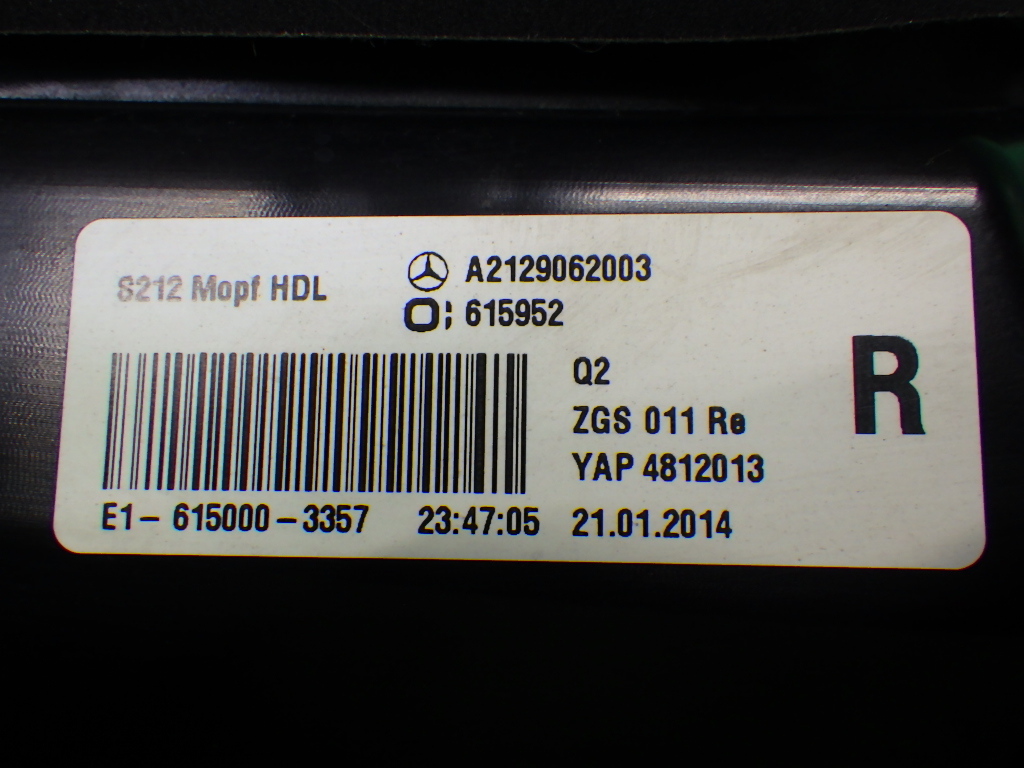 S212 Mopf HDL
A2129062003
O; 615952
Q2
ZGS 011 Re
YAP 4812013
R
E1- 615000-3357 23:47:05 21.01.2014